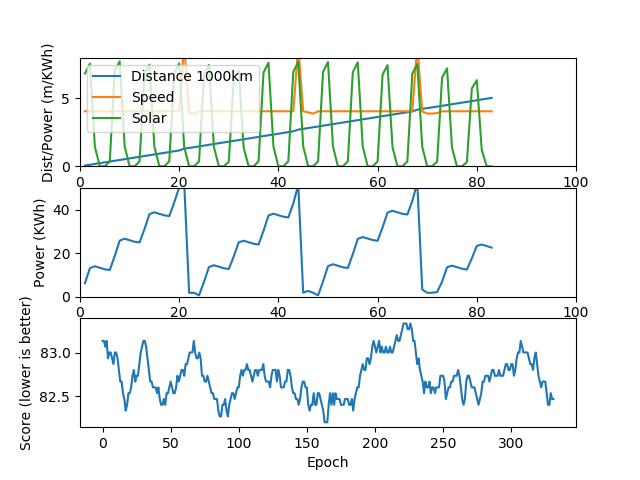 Dist/Power (m/KWh)
5
0
Distance 1000km
Speed
Solar
0 20 40 60 80 100
Power (KWh)
40
20
0
0 20 40 60 80 100
Score (lower is better)
83.0
82.5
0 50 100 150 200 250 300
Epoch